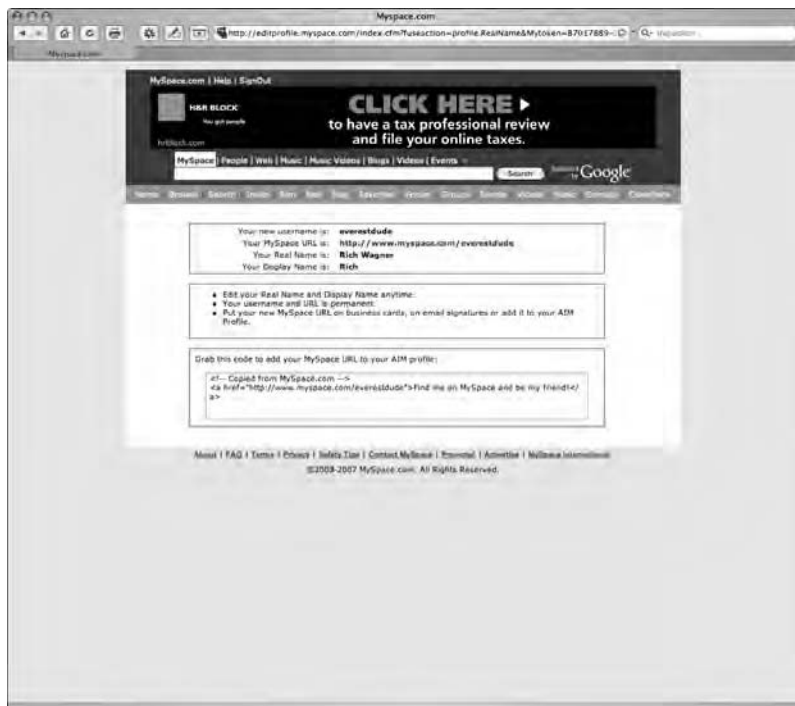 Myspace.com
http://editprofile.myspace.com/index.cfm?fuseaction=profile.RealName&Mytoken=87017889-
Myspace.com
MySpace.com | Help | SignOut
H&R BLOCK
You got people
hrblock.com
CLICK HERE
to have a tax professional review
and file your online taxes.
MySpace | People | Web | Music | Music Videos | Blogs | Videos | Events
Search
Google
Your new username is: everestdude
Your MySpace URL is: http://www.myspace.com/everestdude
Your Real Name is: Rich Wagner
Your Display Name is: Rich
Edit your Real Name and Display Name anytime.
Your username and URL is permanent.
Put your new MySpace URL on business cards, on email signatures or add it to your AIM
Profile.
Grab this code to add your MySpace URL to your AIM profile:
<!-- Copied from MySpace.com -->
<a href="http://www.myspace.com/everestdude">Find me on MySpace and be my friend!</
a>
About | FAQ | Terms | Privacy | Safety Tips | Contact MySpace | Promote! | Advertise | MySpace International
©2003-2007 MySpace.com. All Rights Reserved.